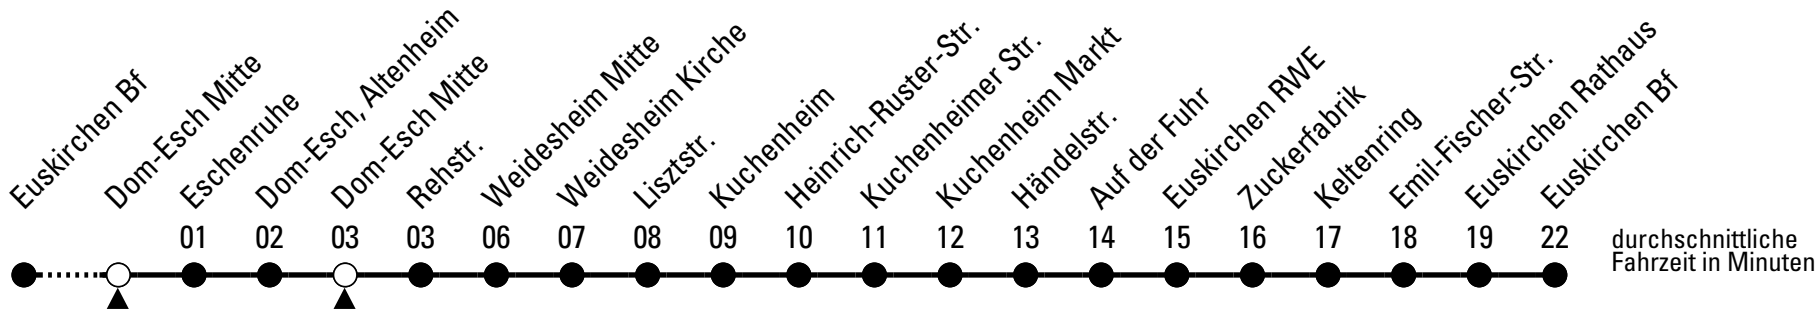 Euskirchen Bf
Dom-Esch Mitte
Eschenruhe
Dom-Esch, Altenheim
Dom-Esch Mitte
Rehstr.
Weidesheim Mitte
Weidesheim Kirche
Lisztstr.
Kuchenheim
Heinrich-Ruster-Str.
Kuchenheimer Str.
Kuchenheim Markt
Händelstr.
Auf der Fuhr
Euskirchen RWE
Zuckerfabrik
Keltenring
Emil-Fischer-Str.
Euskirchen Rathaus
Euskirchen Bf
01 02 03 03 06 07 08 09 10 11 12 13 14 15 16 17 18 19 22
durchschnittliche
Fahrzeit in Minuten